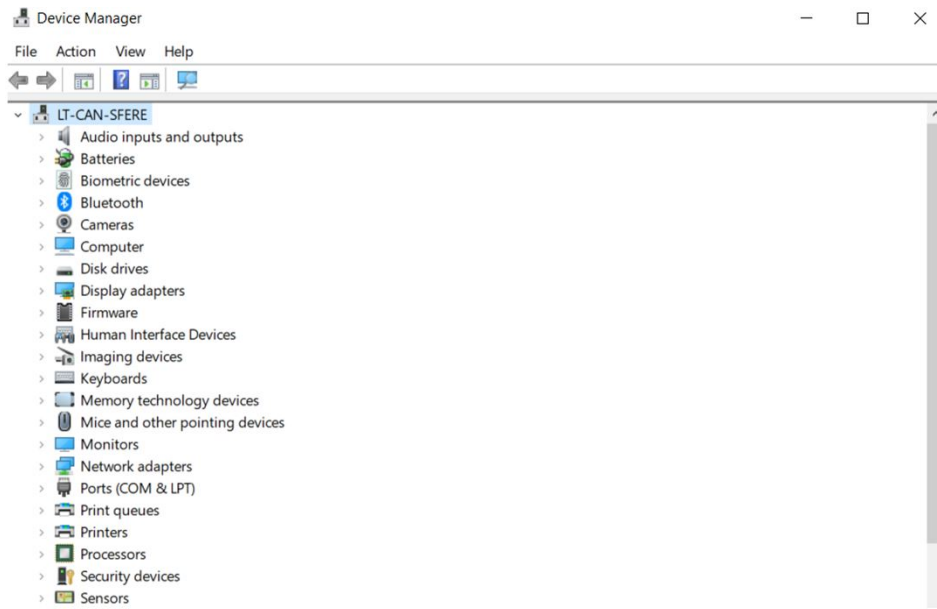 Device Manager
File Action View Help
LT-CAN-SFERE
Audio inputs and outputs
Batteries
Biometric devices
Bluetooth
Cameras
Computer
Disk drives
Display adapters
Firmware
Human Interface Devices
Imaging devices
Keyboards
Memory technology devices
Mice and other pointing devices
Monitors
Network adapters
Ports (COM & LPT)
Print queues
Printers
Processors
Security devices
Sensors